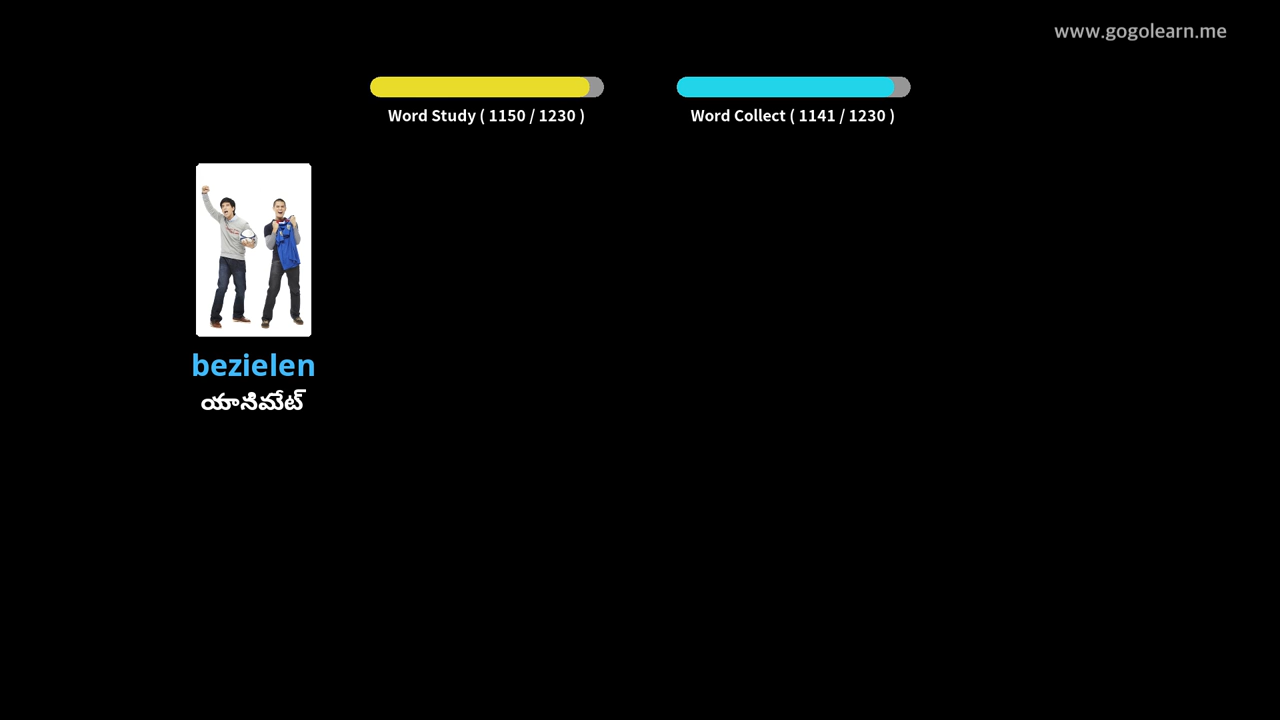 www.gogolearn.me
Word Study ( 1150 / 1230 )
Word Collect ( 1141 / 1230 )
bezielen
యానిమేట్